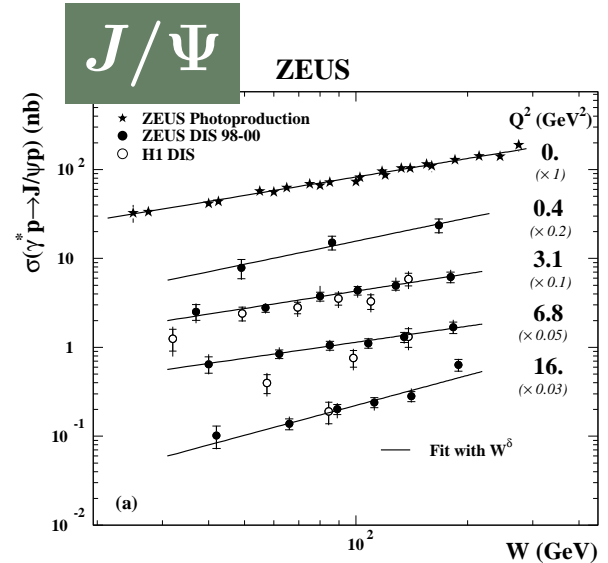 J/Ψ
ZEUS
σ(γ* p→J/ψp) (nb)
ZEUS Photoproduction
ZEUS DIS 98-00
H1 DIS
Q² (GeV²)
0.
(× 1)
0.4
(× 0.2)
3.1
(× 0.1)
6.8
(× 0.05)
16.
(× 0.03)
10²
10
1
10⁻¹
10⁻²
Fit with W^δ
(a)
10²
W (GeV)